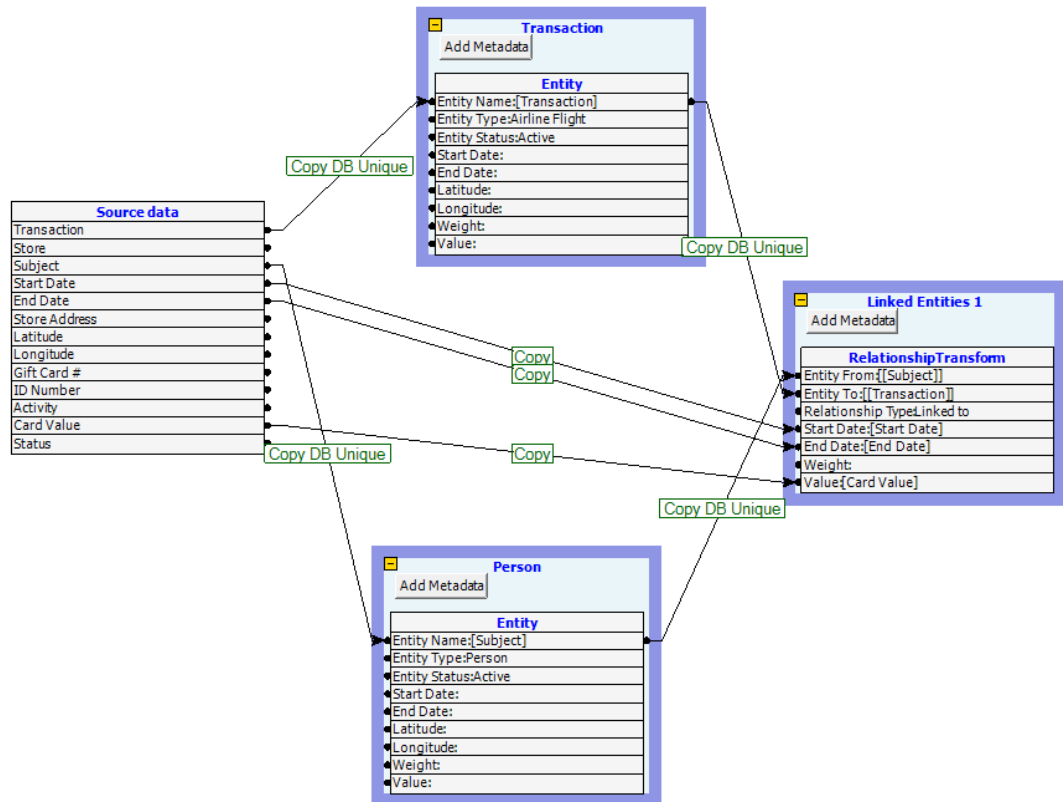 Transaction
Add Metadata
Entity
Entity Name:[Transaction]
Entity Type:Airline Flight
Entity Status:Active
Start Date:
End Date:
Latitude:
Longitude:
Weight:
Value:
Copy DB Unique
Source data
Transaction
Store
Subject
Start Date
End Date
Store Address
Latitude
Longitude
Gift Card #
ID Number
Activity
Card Value
Status
Copy DB Unique
Copy
Copy
Copy
Copy DB Unique
Linked Entities 1
Add Metadata
RelationshipTransform
Entity From:[[Subject]]
Entity To:[[Transaction]]
Relationship Type:Linked to
Start Date:[Start Date]
End Date:[End Date]
Weight:
Value:[Card Value]
Copy DB Unique
Person
Add Metadata
Entity
Entity Name:[Subject]
Entity Type:Person
Entity Status:Active
Start Date:
End Date:
Latitude:
Longitude:
Weight:
Value: